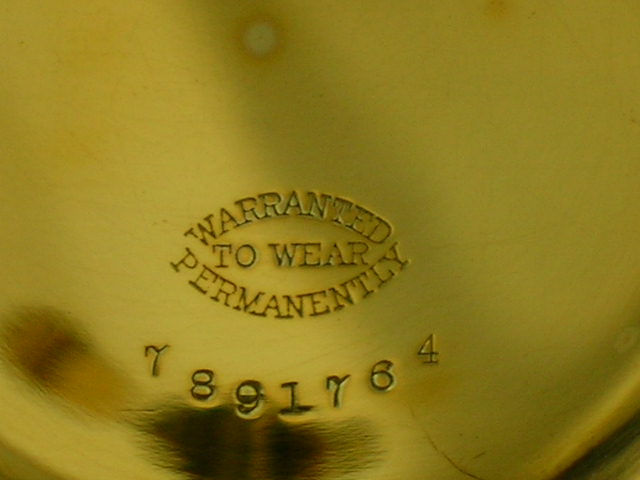 WARRANTED
TO WEAR
PERMANENTLY
7891764